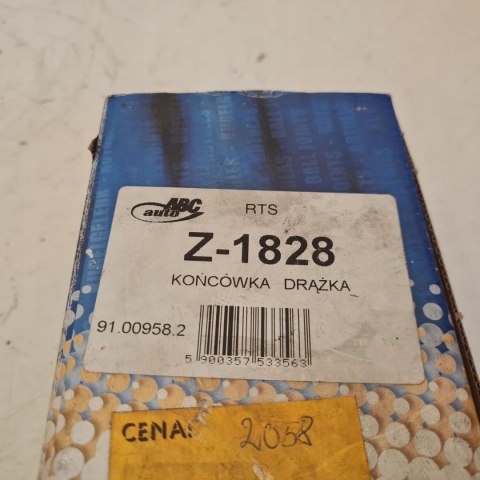 ABC
auto
RTS
Z-1828
KOŃCÓWKA DRĄŻKA
91.00958.2
5 900357 533563
CENA:
2058